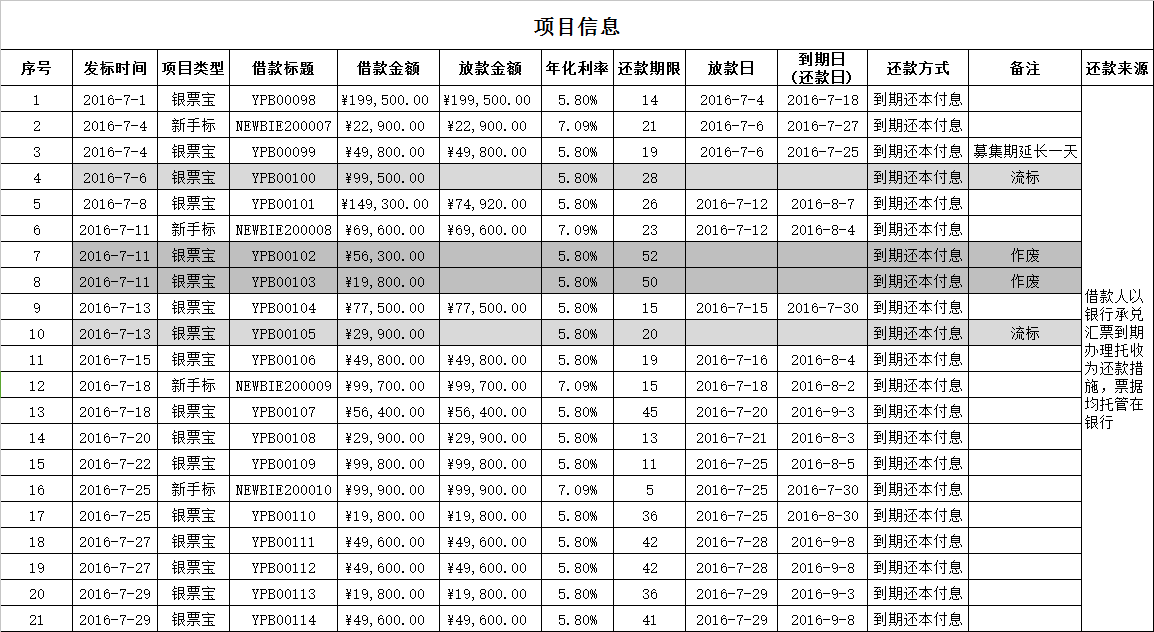 项目信息
序号 发标时间 项目类型 借款标题 借款金额 放款金额 年化利率 还款期限 放款日 到期日(还款日) 还款方式 备注 还款来源
1 2016-7-1 银票宝 YPB00098 ¥199,500.00 ¥199,500.00 5.80% 14 2016-7-4 2016-7-18 到期还本付息
2 2016-7-4 新手标 NEWBIE200007 ¥22,900.00 ¥22,900.00 7.09% 21 2016-7-6 2016-7-27 到期还本付息
3 2016-7-4 银票宝 YPB00099 ¥49,800.00 ¥49,800.00 5.80% 19 2016-7-6 2016-7-25 到期还本付息 募集期延长一天
4 2016-7-6 银票宝 YPB00100 ¥99,500.00 5.80% 28 到期还本付息 流标
5 2016-7-8 银票宝 YPB00101 ¥149,300.00 ¥74,920.00 5.80% 26 2016-7-12 2016-8-7 到期还本付息
6 2016-7-11 新手标 NEWBIE200008 ¥69,600.00 ¥69,600.00 7.09% 23 2016-7-12 2016-8-4 到期还本付息
7 2016-7-11 银票宝 YPB00102 ¥56,300.00 5.80% 52 到期还本付息 作废
8 2016-7-11 银票宝 YPB00103 ¥19,800.00 5.80% 50 到期还本付息 作废
9 2016-7-13 银票宝 YPB00104 ¥77,500.00 ¥77,500.00 5.80% 15 2016-7-15 2016-7-30 到期还本付息
10 2016-7-13 银票宝 YPB00105 ¥29,900.00 5.80% 20 到期还本付息 流标
11 2016-7-15 银票宝 YPB00106 ¥49,800.00 ¥49,800.00 5.80% 19 2016-7-16 2016-8-4 到期还本付息
12 2016-7-18 新手标 NEWBIE200009 ¥99,700.00 ¥99,700.00 7.09% 15 2016-7-18 2016-8-2 到期还本付息
13 2016-7-18 银票宝 YPB00107 ¥56,400.00 ¥56,400.00 5.80% 45 2016-7-20 2016-9-3 到期还本付息
14 2016-7-20 银票宝 YPB00108 ¥29,900.00 ¥29,900.00 5.80% 13 2016-7-21 2016-8-3 到期还本付息
15 2016-7-22 银票宝 YPB00109 ¥99,800.00 ¥99,800.00 5.80% 11 2016-7-25 2016-8-5 到期还本付息
16 2016-7-25 新手标 NEWBIE200010 ¥99,900.00 ¥99,900.00 7.09% 5 2016-7-25 2016-7-30 到期还本付息
17 2016-7-25 银票宝 YPB00110 ¥19,800.00 ¥19,800.00 5.80% 36 2016-7-25 2016-8-30 到期还本付息
18 2016-7-27 银票宝 YPB00111 ¥49,600.00 ¥49,600.00 5.80% 42 2016-7-28 2016-9-8 到期还本付息
19 2016-7-27 银票宝 YPB00112 ¥49,600.00 ¥49,600.00 5.80% 42 2016-7-28 2016-9-8 到期还本付息
20 2016-7-29 银票宝 YPB00113 ¥19,800.00 ¥19,800.00 5.80% 36 2016-7-29 2016-9-3 到期还本付息
21 2016-7-29 银票宝 YPB00114 ¥49,600.00 ¥49,600.00 5.80% 41 2016-7-29 2016-9-8 到期还本付息
借款人以
银行承兑
汇票到期
办理托收
为还款措
施，票据
均托管在
银行